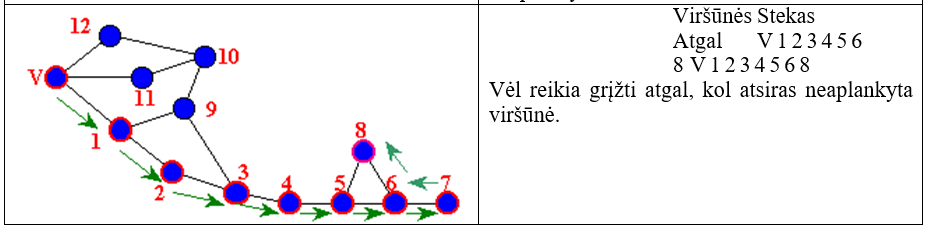 12
10
V
11
9
1
8
2
3
4
5
6
7
Viršūnės Stekas
Atgal V 1 2 3 4 5 6
8 V 1 2 3 4 5 6 8
Vėl reikia grįžti atgal, kol atsiras neaplankyta
viršūnė.